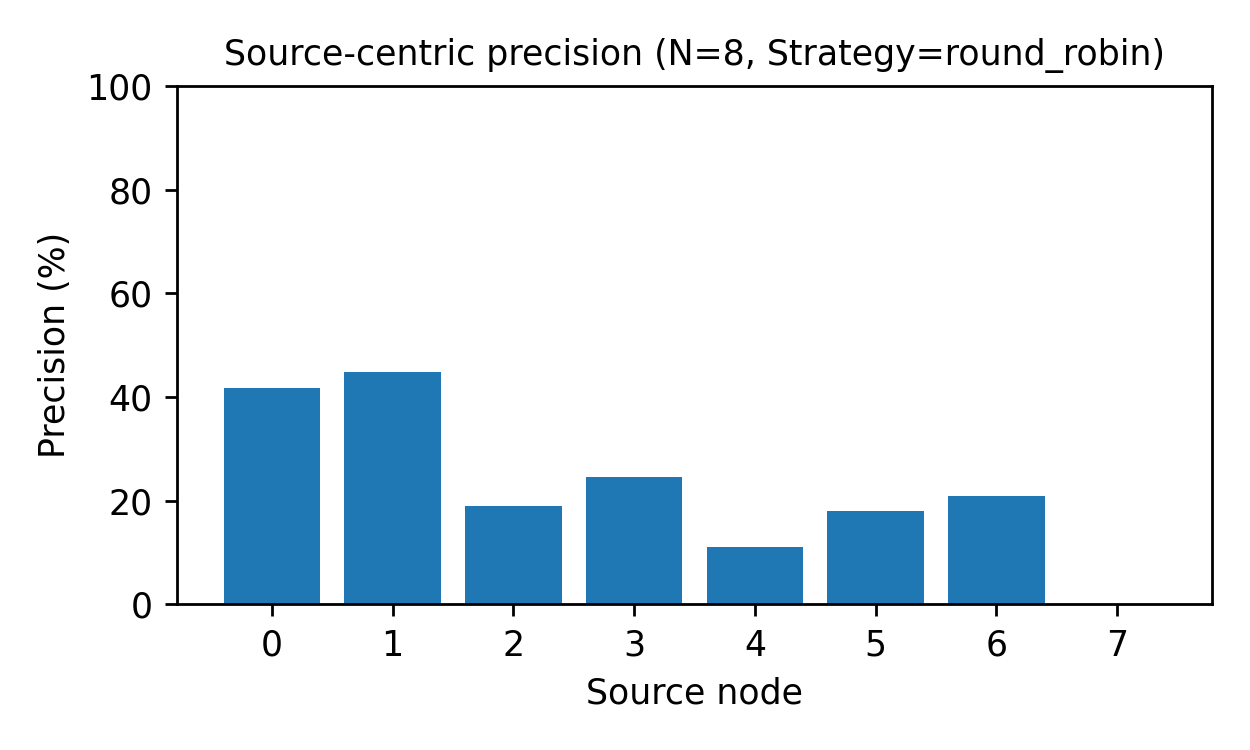 Source-centric precision (N=8, Strategy=round_robin)
100
80
60
40
20
0
Precision (%)
0 1 2 3 4 5 6 7
Source node